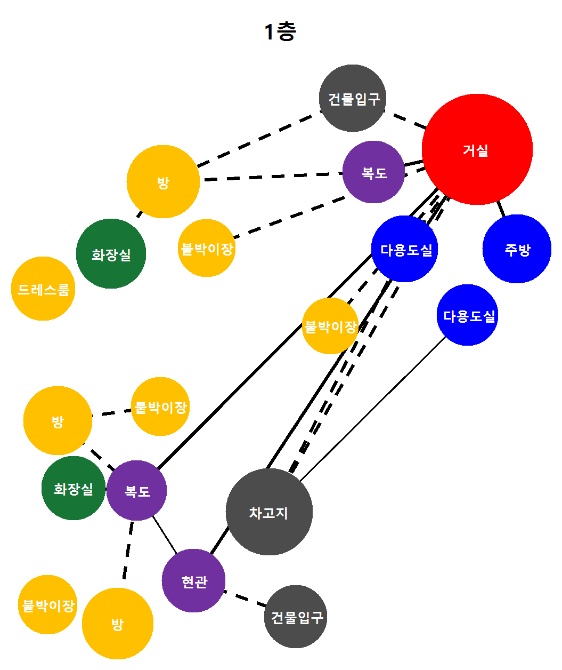 1층
건물입구
거실
복도
방
화장실
붙박이장
다용도실
주방
드레스룸
다용도실
붙박이장
붙박이장
방
화장실
복도
차고지
현관
붙박이장
방
건물입구